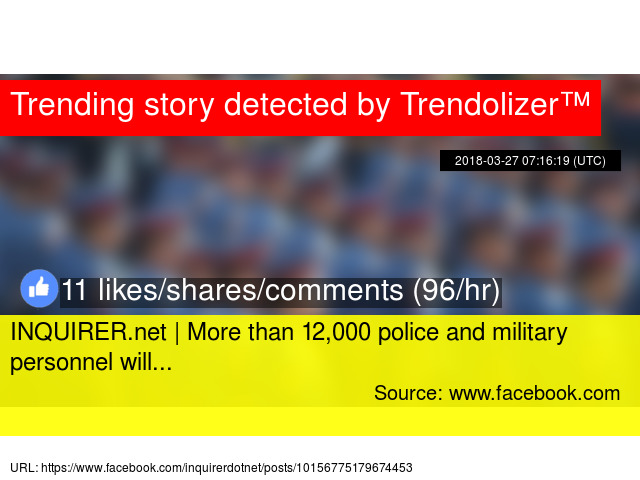 Trending story detected by Trendolizer™
2018-03-27 07:16:19 (UTC)
11 likes/shares/comments (96/hr)
INQUIRER.net | More than 12,000 police and military
personnel will...
Source: www.facebook.com
URL: https://www.facebook.com/inquirerdotnet/posts/10156775179674453